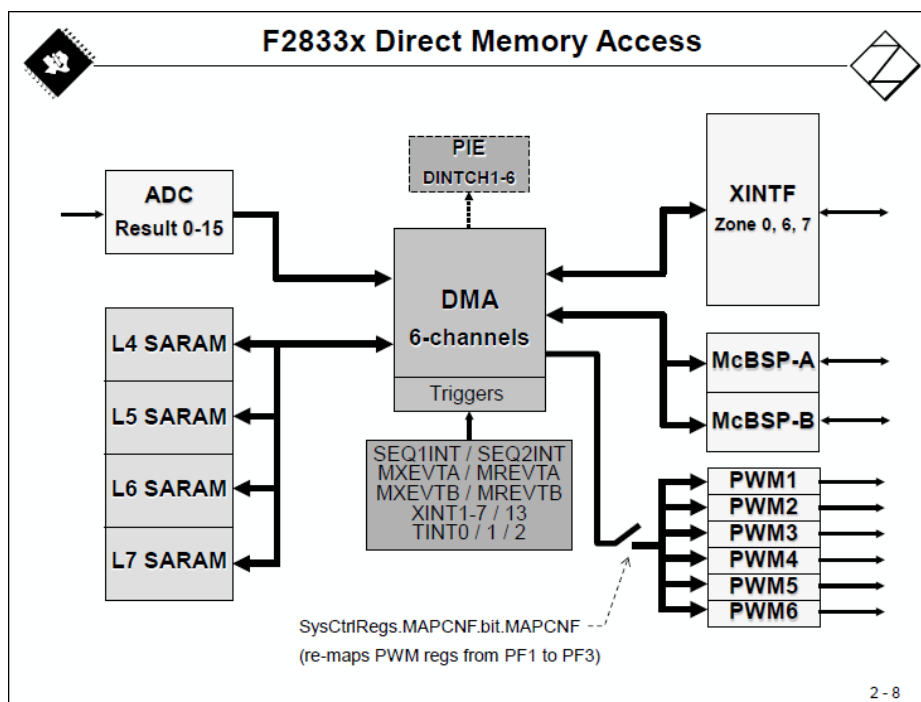 F2833x Direct Memory Access
PIE
DINTCH1-6
ADC
Result 0-15
XINTF
Zone 0, 6, 7
DMA
6-channels
Triggers
L4 SARAM
L5 SARAM
L6 SARAM
L7 SARAM
McBSP-A
McBSP-B
SEQ1INT / SEQ2INT
MXEVTA / MREVTA
MXEVTB / MREVTB
XINT1-7 / 13
TINT0 / 1 / 2
PWM1
PWM2
PWM3
PWM4
PWM5
PWM6
SysCtrlRegs.MAPCNF.bit.MAPCNF
(re-maps PWM regs from PF1 to PF3)
2 - 8